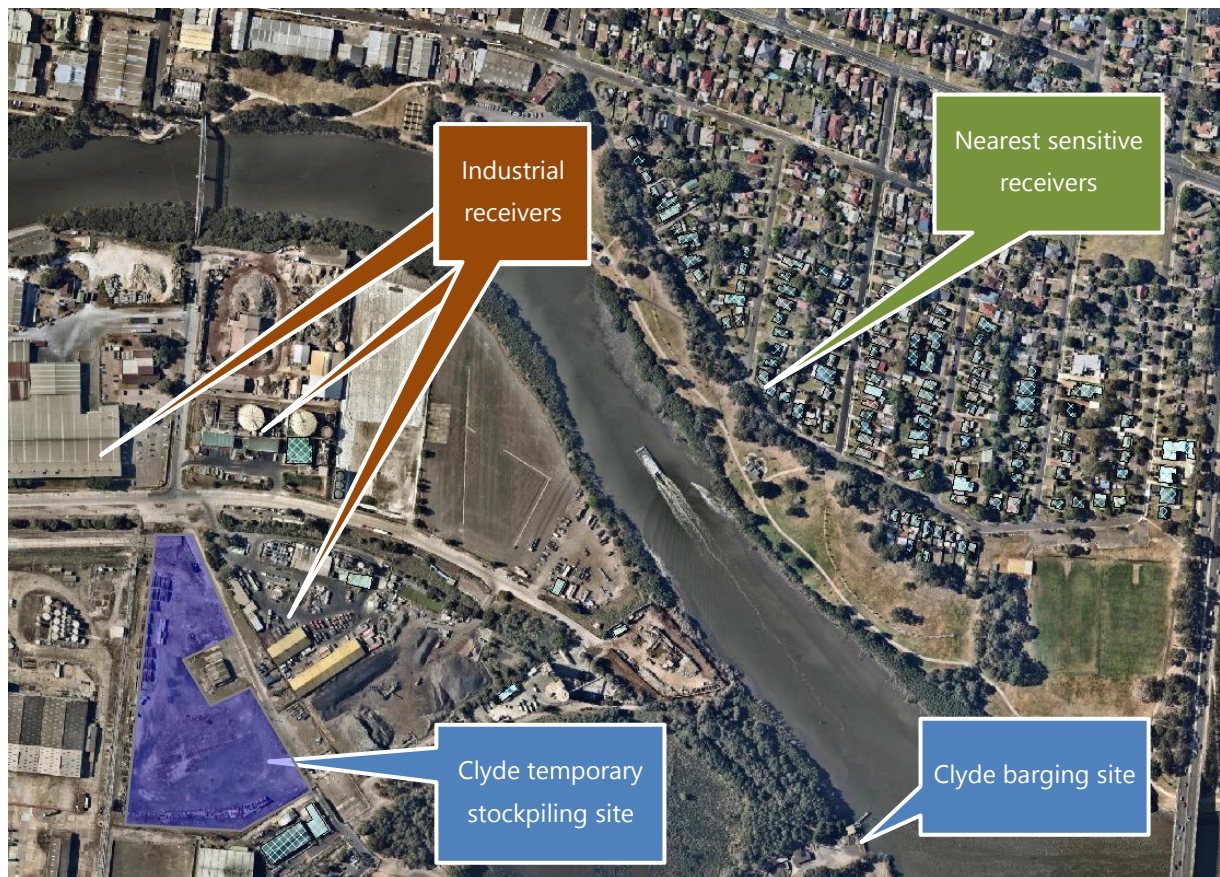 Industrial
receivers
Nearest sensitive
receivers
Clyde temporary
stockpiling site
Clyde barging site